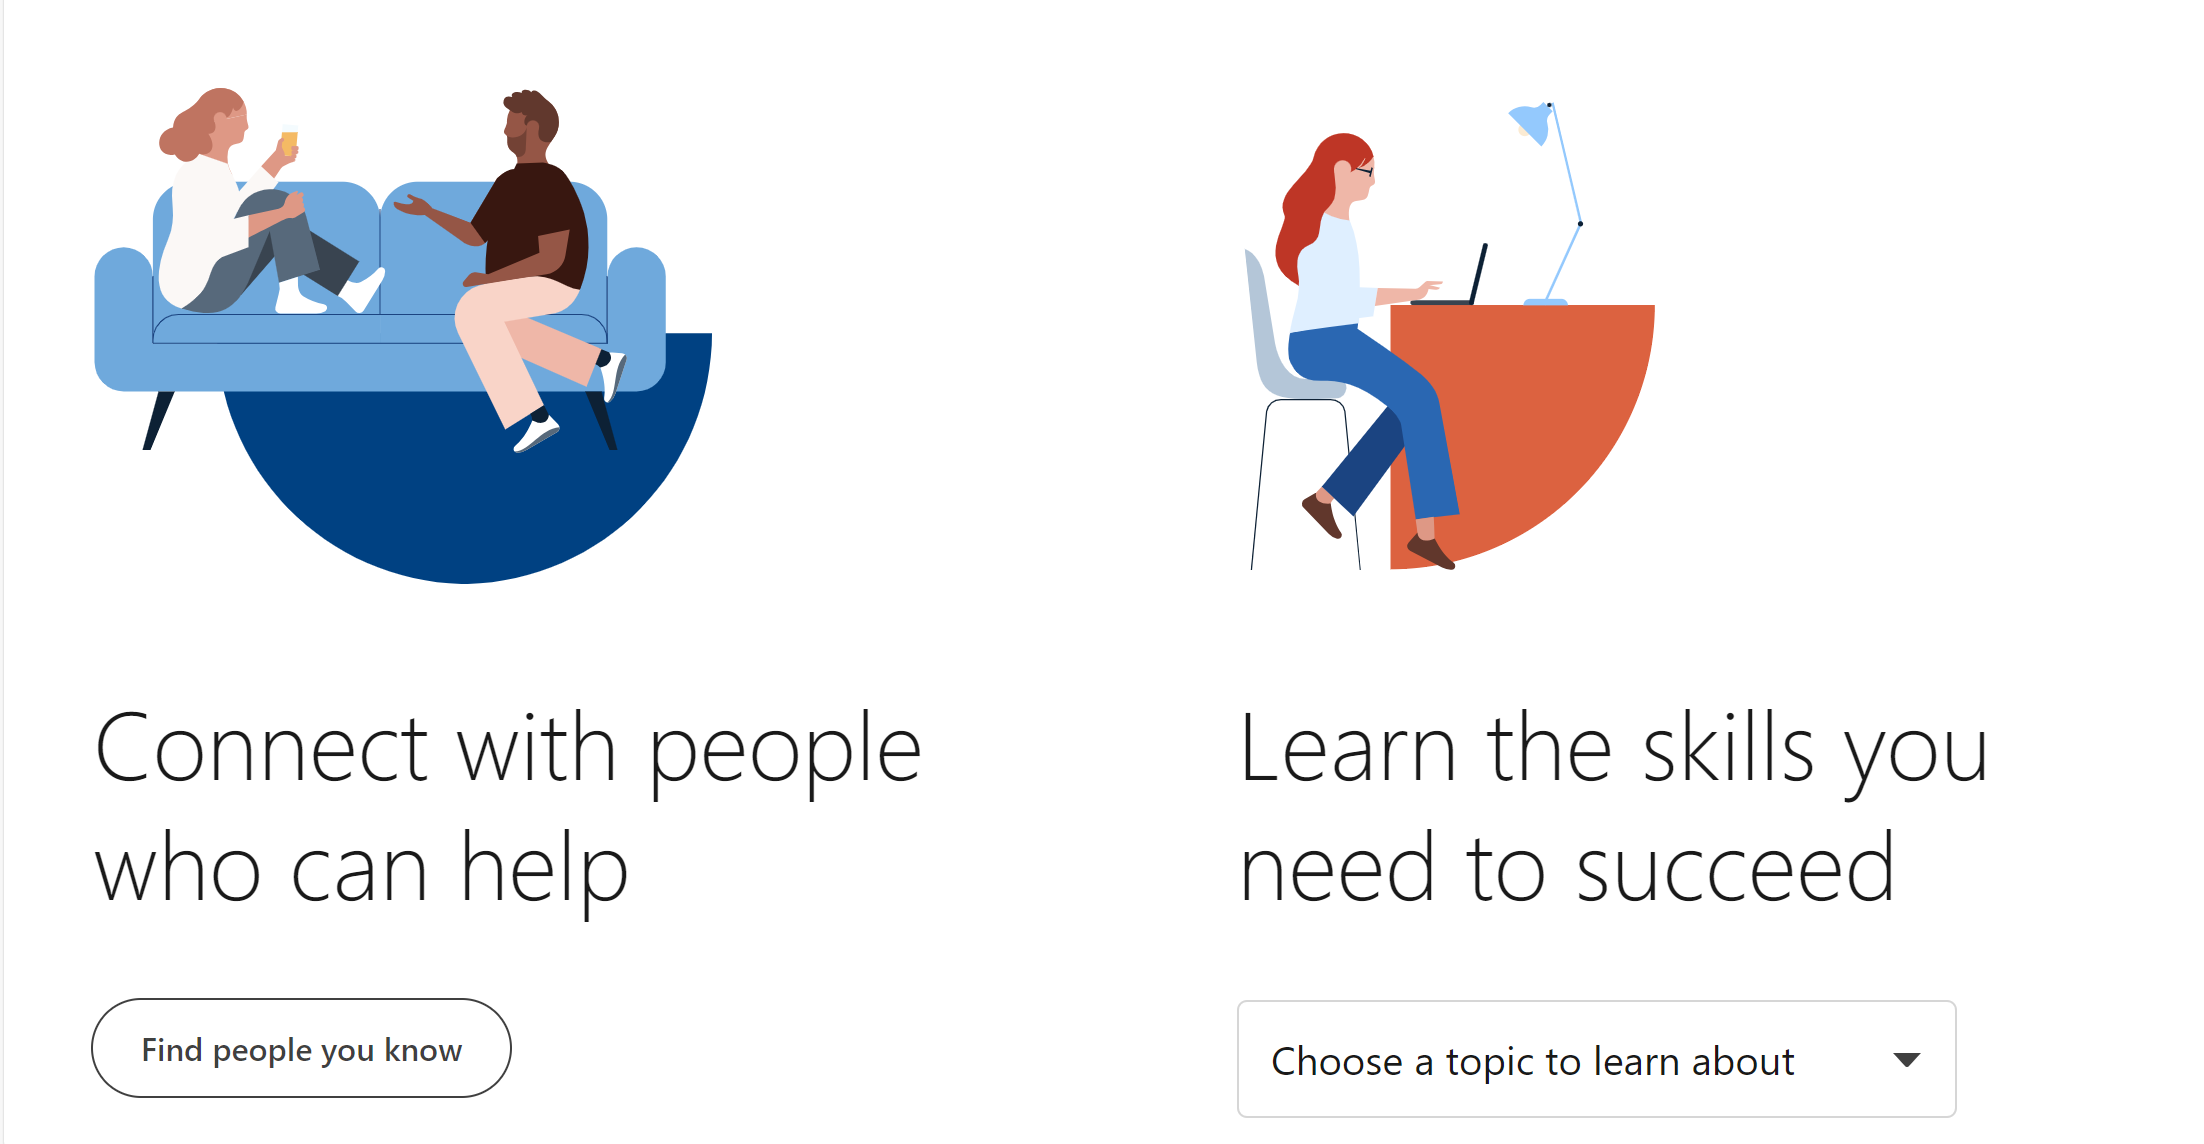 Connect with people
who can help
Find people you know
Learn the skills you
need to succeed
Choose a topic to learn about